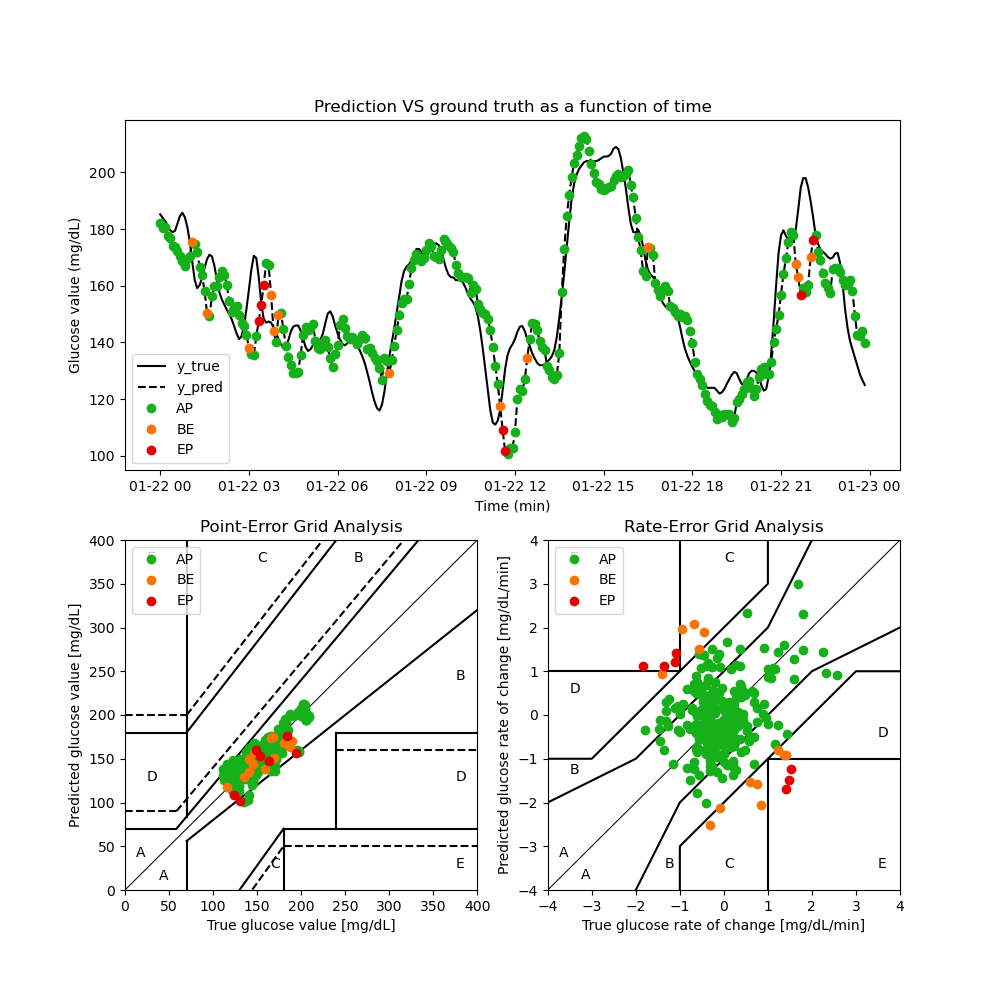 Prediction VS ground truth as a function of time
Glucose value (mg/dL)
200
180
160
140
120
100
y_true
y_pred
AP
BE
EP
01-22 00 01-22 03 01-22 06 01-22 09 01-22 12 01-22 15 01-22 18 01-22 21 01-23 00
Time (min)
Point-Error Grid Analysis
Predicted glucose value [mg/dL]
400
350
300
250
200
150
100
50
0
AP
BE
EP
C
B
B
D
D
A
A
C
E
0 50 100 150 200 250 300 350 400
True glucose value [mg/dL]
Rate-Error Grid Analysis
Predicted glucose rate of change [mg/dL/min]
4
3
2
1
0
−1
−2
−3
−4
AP
BE
EP
C
D
D
B
A
A
B
C
E
−4 −3 −2 −1 0 1 2 3 4
True glucose rate of change [mg/dL/min]